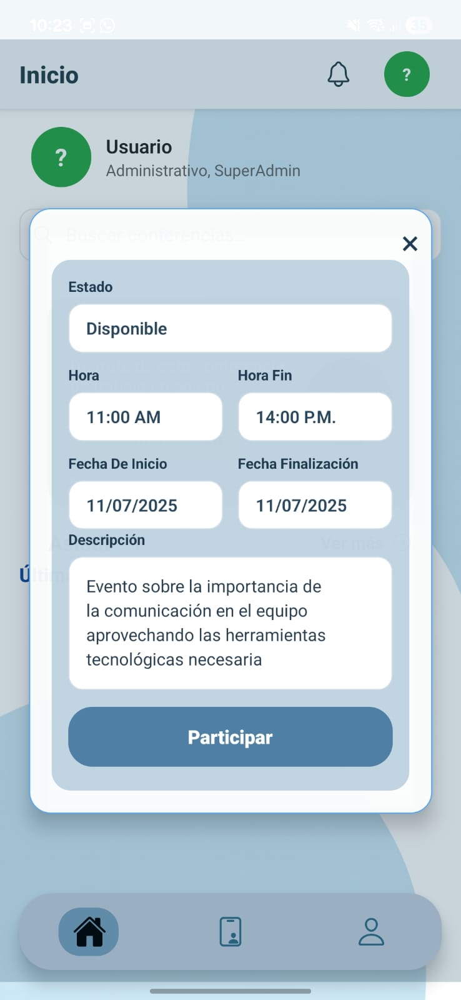 10:23
35
Inicio
?
?
Usuario
Administrativo, SuperAdmin
Buscar conferencias...
Estado
Disponible
Hora
Hora Fin
11:00 AM
14:00 P.M.
Fecha De Inicio
Fecha Finalización
11/07/2025
11/07/2025
Descripción
Ver más
Evento sobre la importancia de
la comunicación en el equipo
aprovechando las herramientas
tecnológicas necesaria
Participar